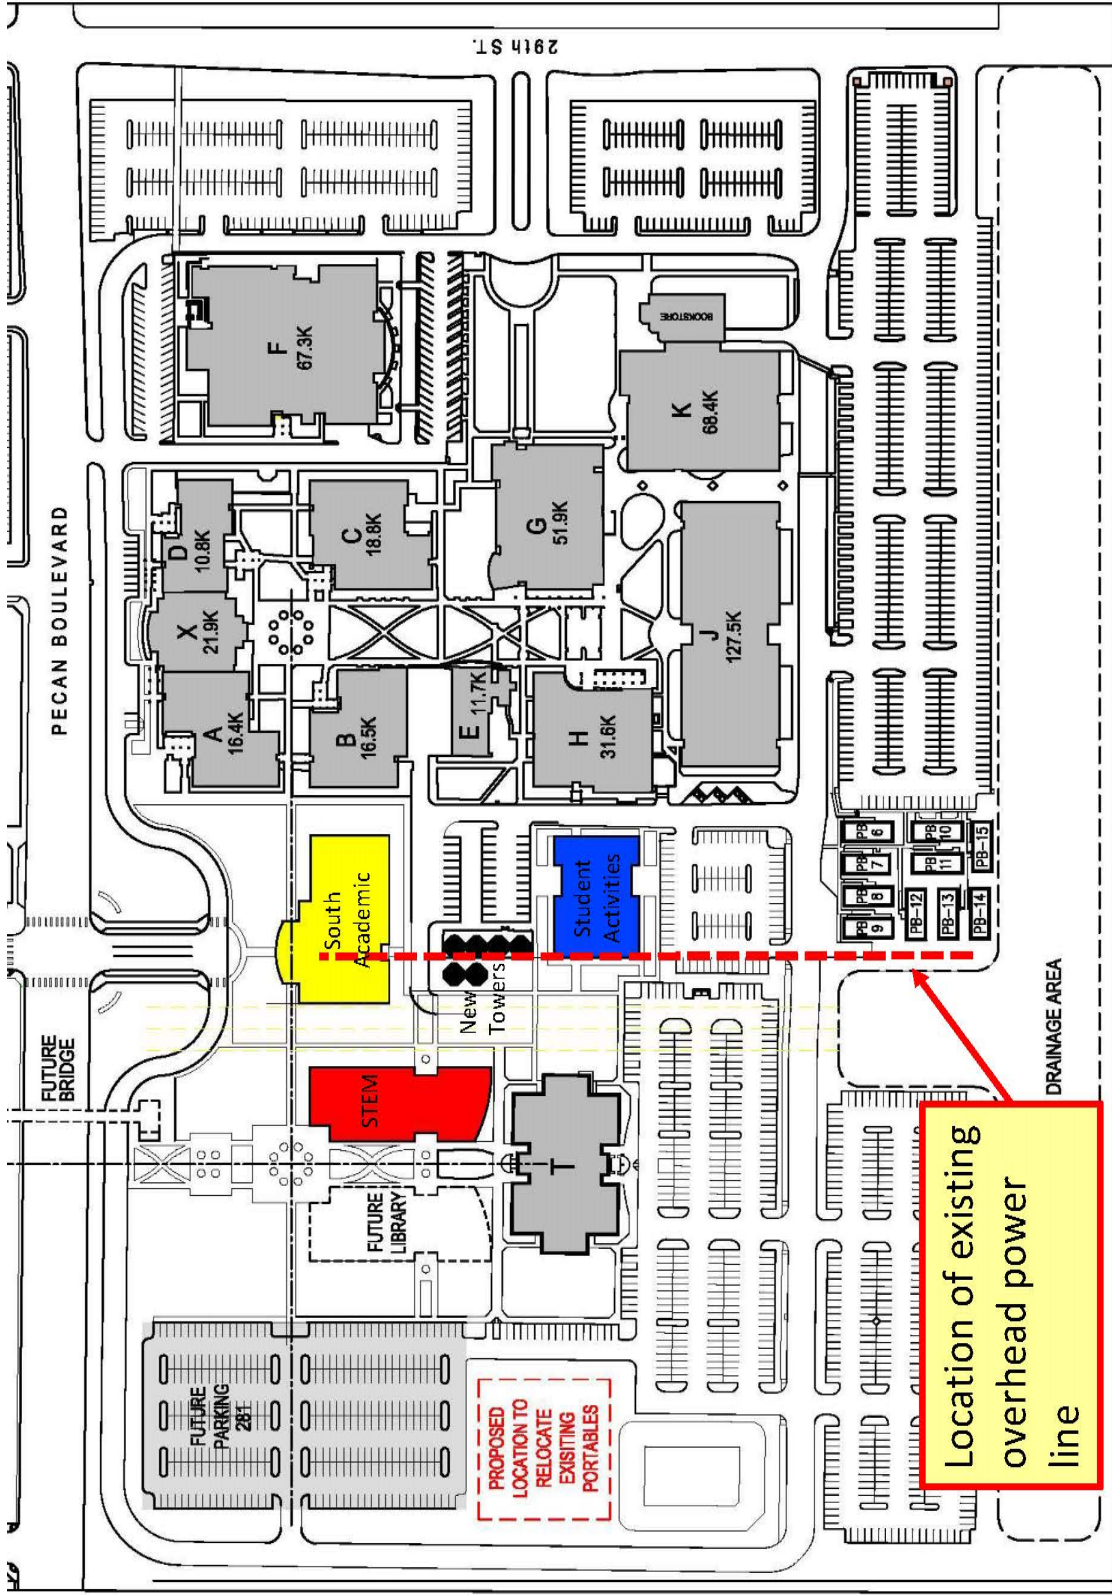 29th ST.
PECAN BOULEVARD
F
67.3K
BOOKSTORE
K
68.4K
D
10.8K
C
18.8K
G
51.9K
X
21.9K
J
127.5K
A
16.4K
B
16.5K
E
11.7K
H
31.6K
South
Academic
Student
Activities
New
Towers
PB
6
PB
7
PB
8
PB
9
PB
10
PB
11
PB-12
PB-13
PB-14
PB-15
FUTURE
BRIDGE
STEM
T
FUTURE
LIBRARY
FUTURE
PARKING
281
PROPOSED
LOCATION TO
RELOCATE
EXISITING
PORTABLES
DRAINAGE AREA
Location of existing
overhead power
line